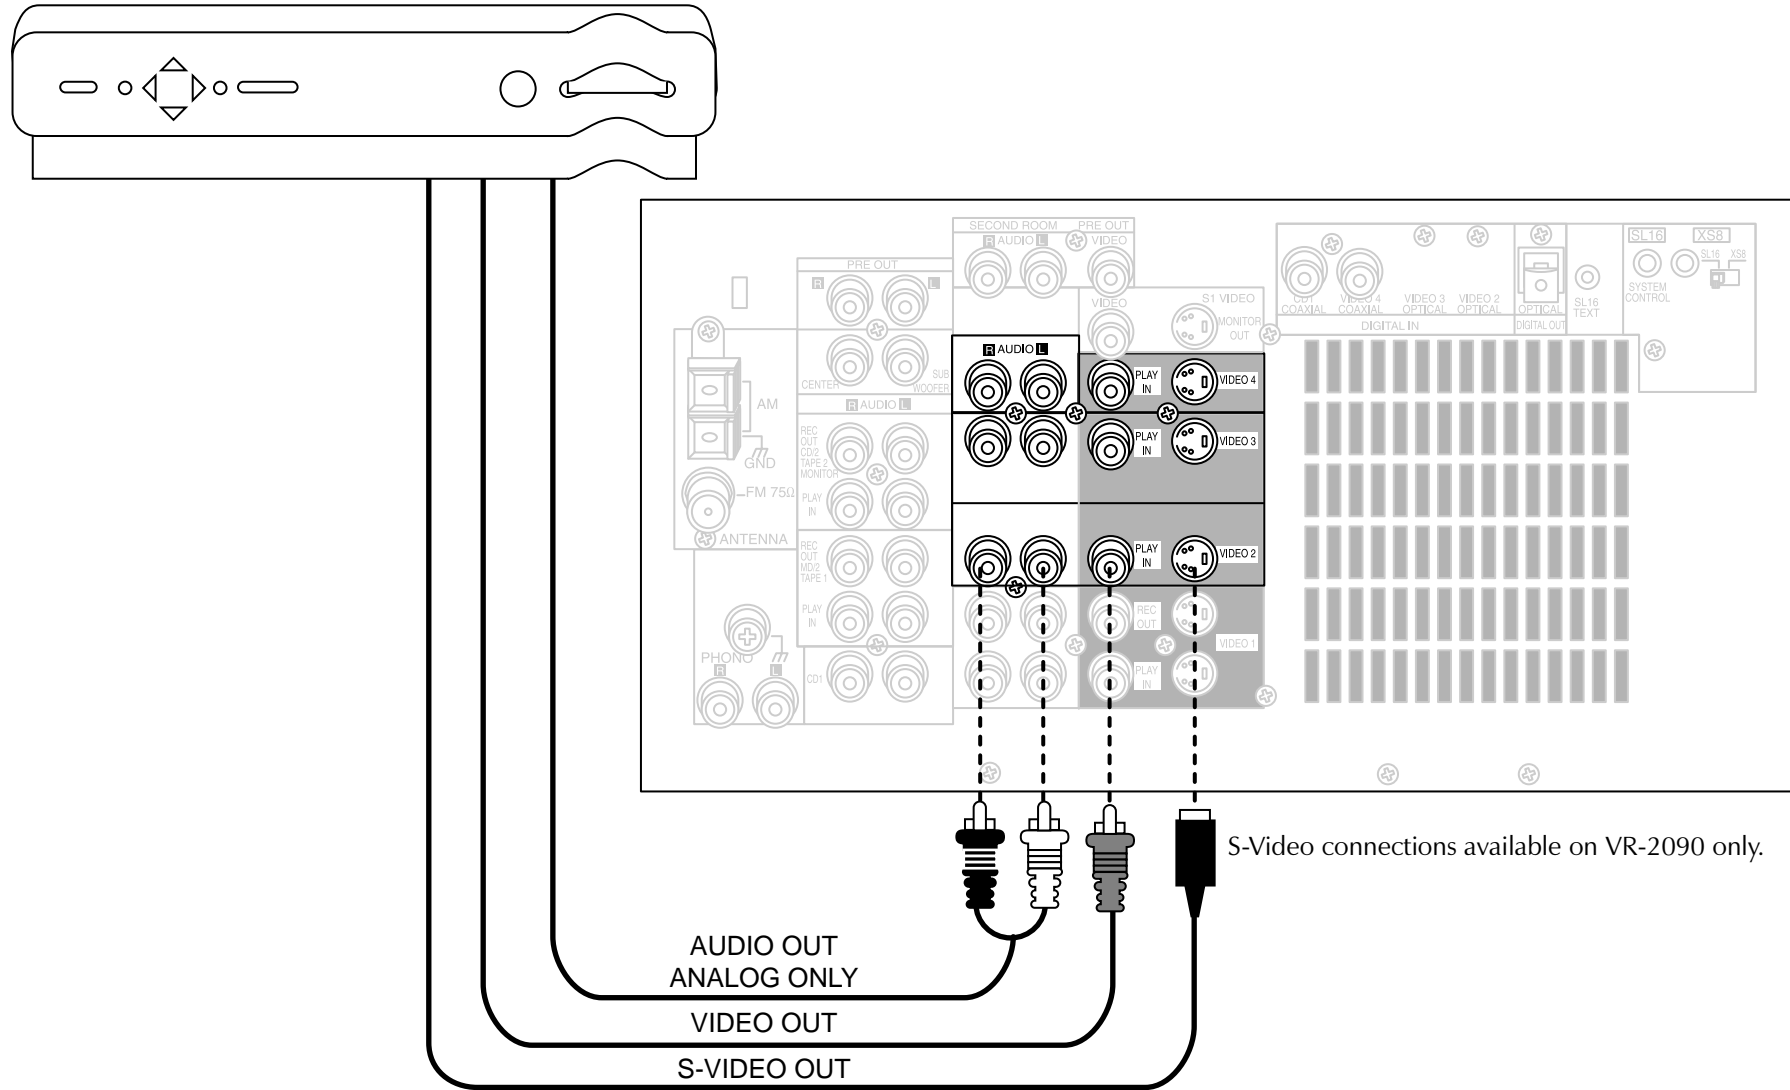 SECOND ROOM PRE OUT
R AUDIO L VIDEO
PRE OUT
R L
CENTER
SUB
WOOFER
R AUDIO L
REC
OUT
CD/2
TAPE 2
MONITOR
PLAY
IN
REC
OUT
MD/2
TAPE 1
PLAY
IN
CD1
AM
GND
FM 75Ω
ANTENNA
PHONO
R L
VIDEO
S1 VIDEO
MONITOR
OUT
R AUDIO L
PLAY
IN
VIDEO 4
PLAY
IN
VIDEO 3
PLAY
IN
VIDEO 2
REC
OUT
VIDEO 1
PLAY
IN
CD1
COAXIAL
VIDEO 4
COAXIAL
VIDEO 3
OPTICAL
VIDEO 2
OPTICAL
OPTICAL
DIGITAL IN
DIGITAL OUT
SL16
TEXT
SL16 XS8
SL16 XS8
SYSTEM
CONTROL
S-Video connections available on VR-2090 only.
AUDIO OUT
ANALOG ONLY
VIDEO OUT
S-VIDEO OUT